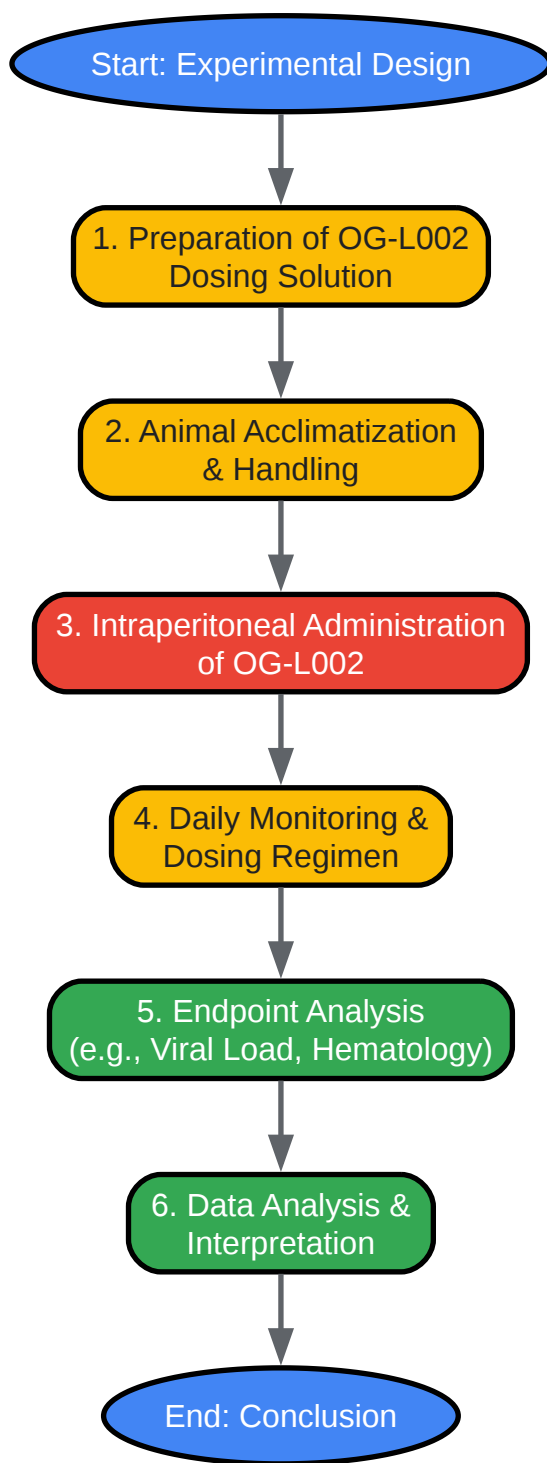 Start: Experimental Design
1. Preparation of OG-L002
Dosing Solution
2. Animal Acclimatization
& Handling
3. Intraperitoneal Administration
of OG-L002
4. Daily Monitoring &
Dosing Regimen
5. Endpoint Analysis
(e.g., Viral Load, Hematology)
6. Data Analysis &
Interpretation
End: Conclusion